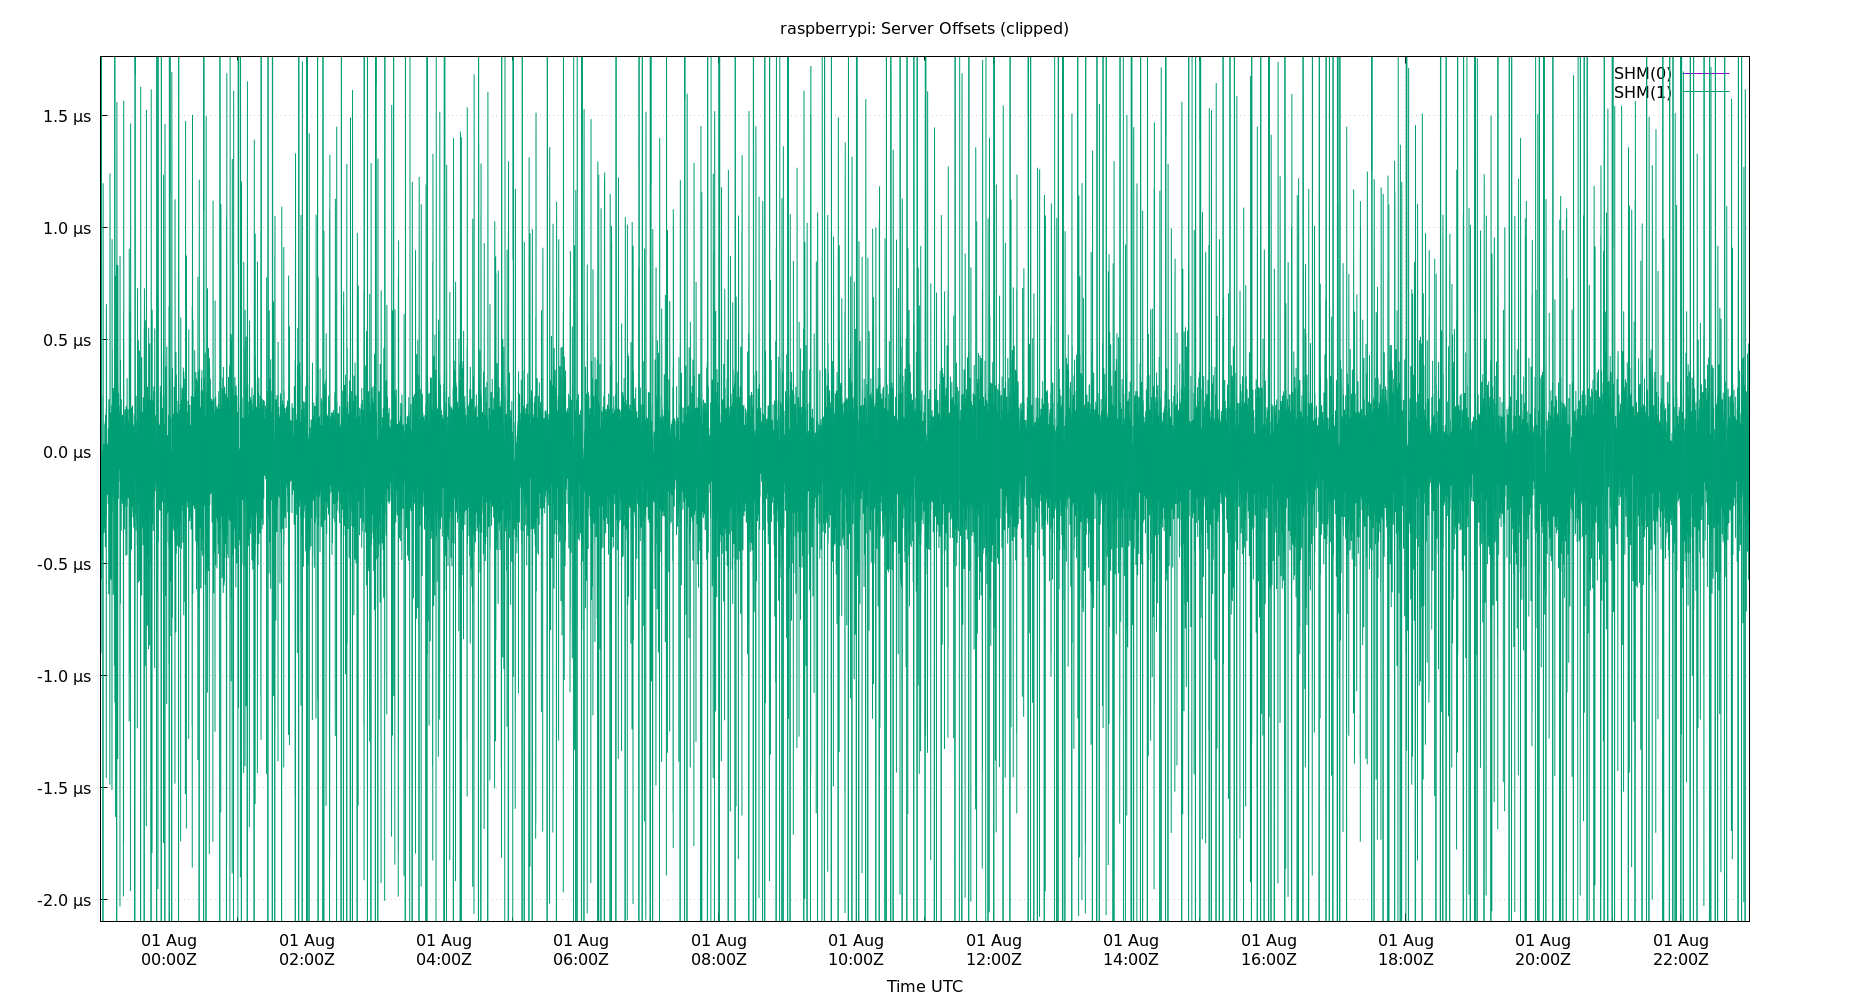 raspberrypi: Server Offsets (clipped)
SHM(0)
SHM(1)
1.5 µs
1.0 µs
0.5 µs
0.0 µs
-0.5 µs
-1.0 µs
-1.5 µs
-2.0 µs
01 Aug 01 Aug 01 Aug 01 Aug 01 Aug 01 Aug 01 Aug 01 Aug 01 Aug 01 Aug 01 Aug 01 Aug
00:00Z 02:00Z 04:00Z 06:00Z 08:00Z 10:00Z 12:00Z 14:00Z 16:00Z 18:00Z 20:00Z 22:00Z
Time UTC